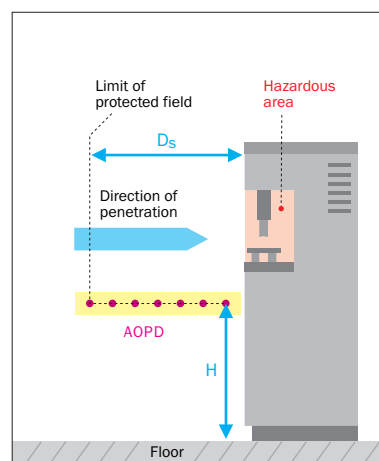 Limit of
protected field
Hazardous
area
Ds
Direction of
penetration
AOPD
H
Floor